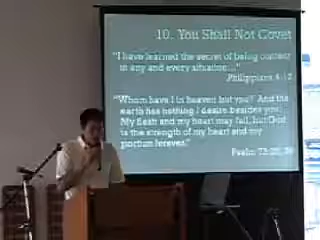 10. You Shall Not Covet
"I have learned the secret of being content
in any and every situation..."
Philippians 4:12
"Whom have I in heaven but you? And the
earth has nothing I desire besides you.
My flesh and my heart may fail, but God
is the strength of my heart and my
portion forever."
Psalm 73:25,26